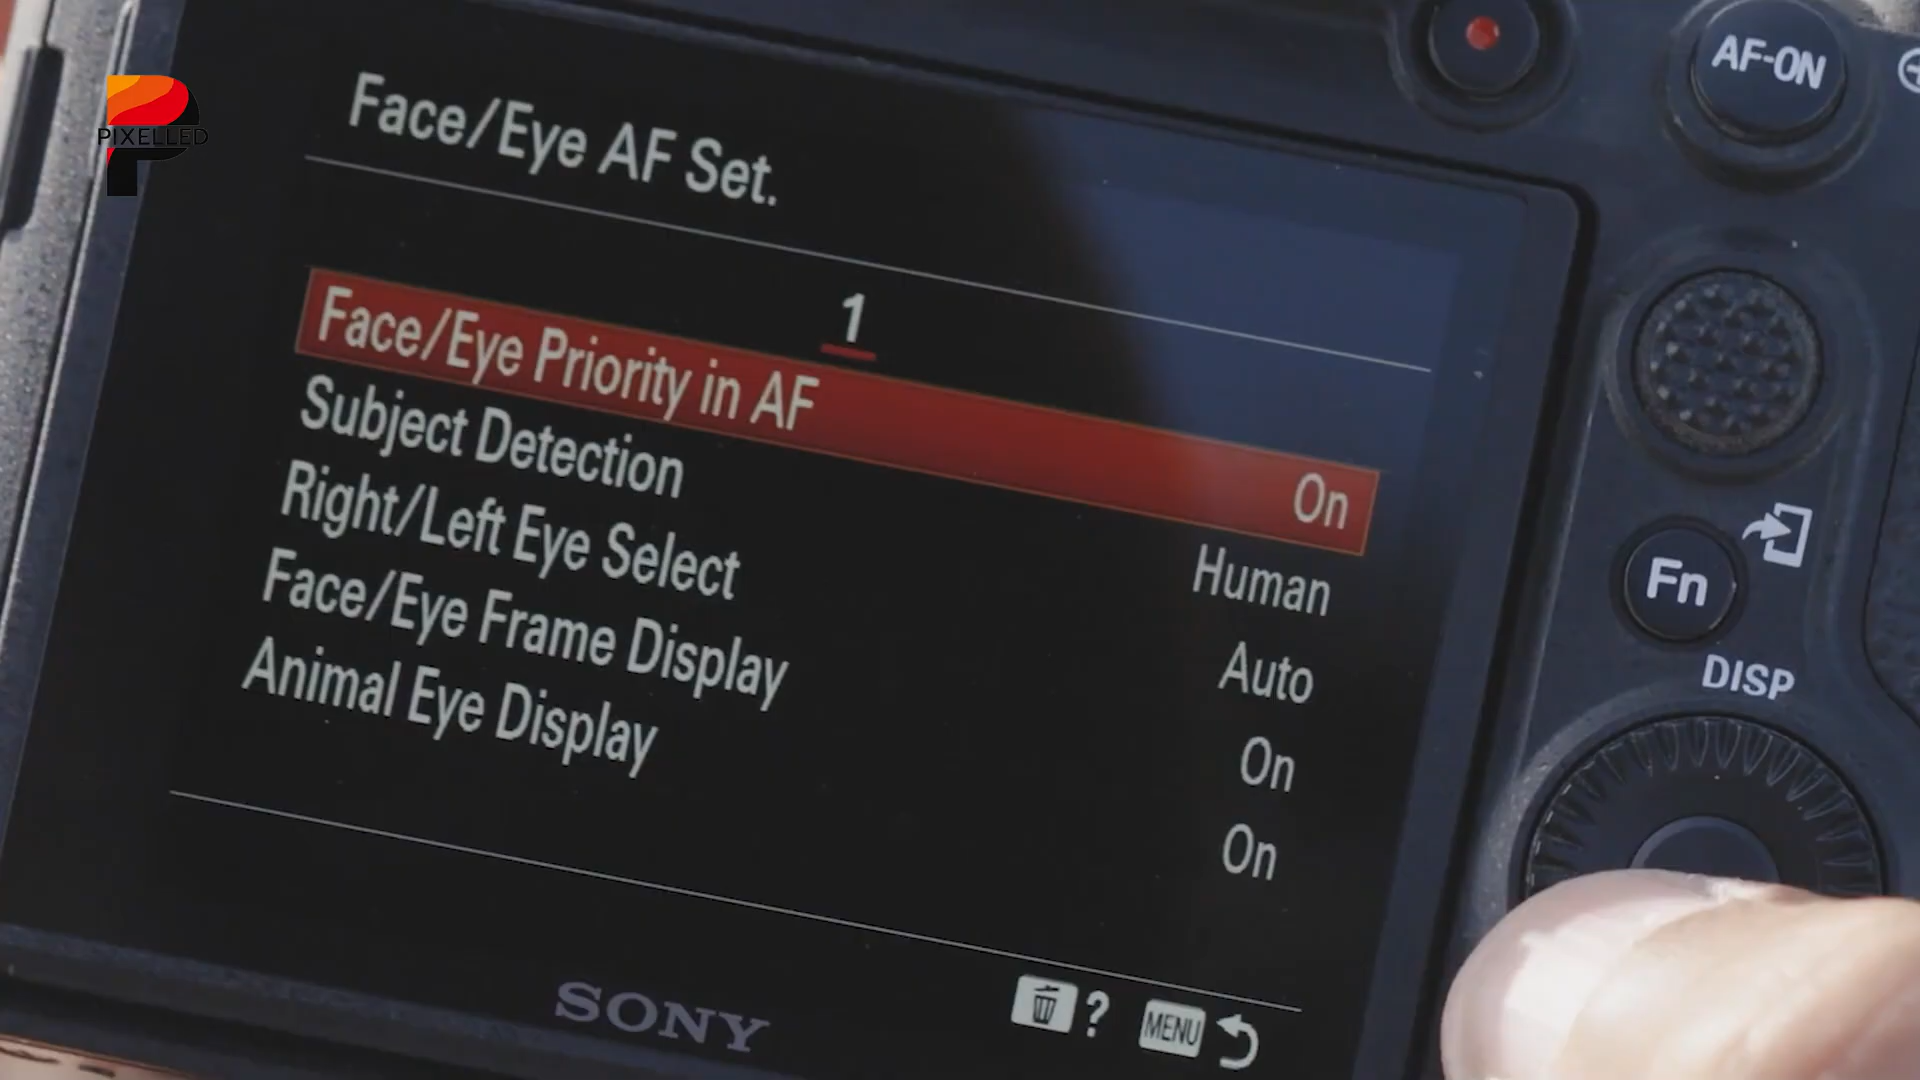 PIXELLED
Face/Eye AF Set.
1
Face/Eye Priority in AF On
Subject Detection Human
Right/Left Eye Select Auto
Face/Eye Frame Display On
Animal Eye Display On
? MENU
SONY
AF-ON
Fn
DISP